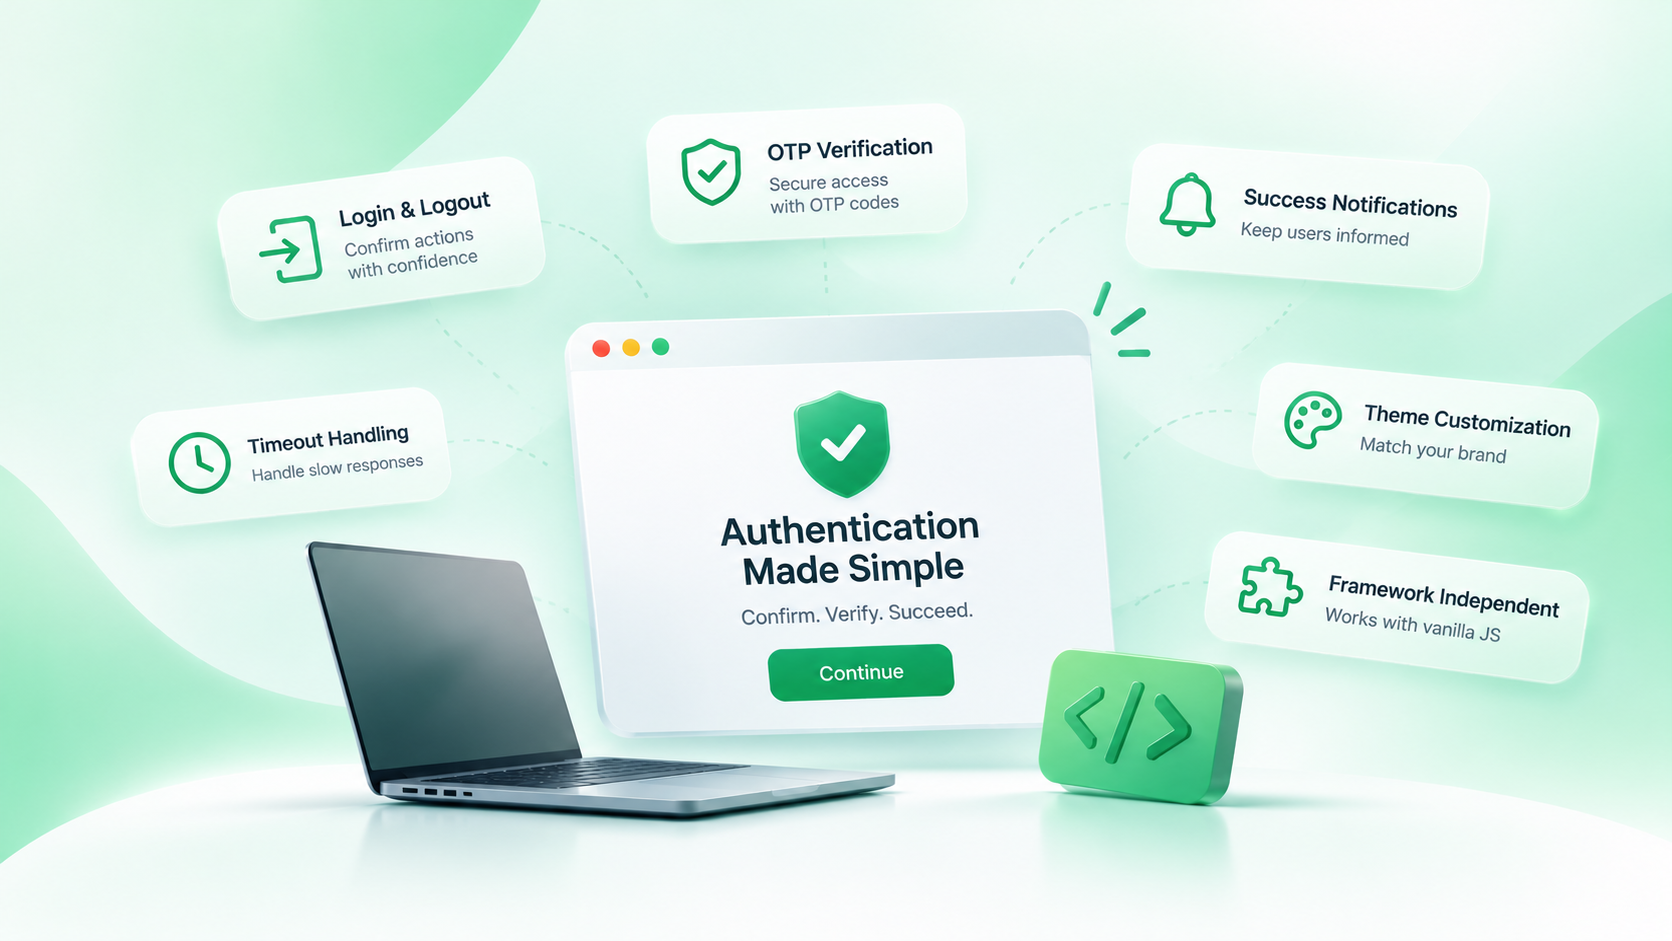 Login & Logout
Confirm actions
with confidence
OTP Verification
Secure access
with OTP codes
Success Notifications
Keep users informed
Timeout Handling
Handle slow responses
Theme Customization
Match your brand
Authentication
Made Simple
Confirm. Verify. Succeed.
Continue
Framework Independent
Works with vanilla JS
</>